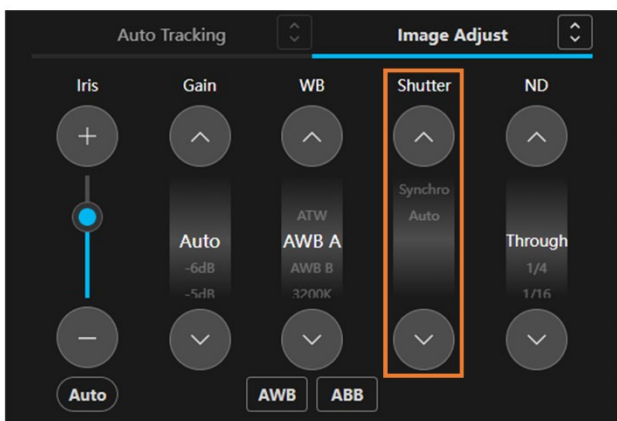 Auto Tracking
Image Adjust
Iris
Gain
WB
Shutter
ND
Synchro
ATW
Auto
Auto
AWB A
Through
-6dB
AWB B
1/4
-5dB
3200K
1/16
Auto
AWB
ABB